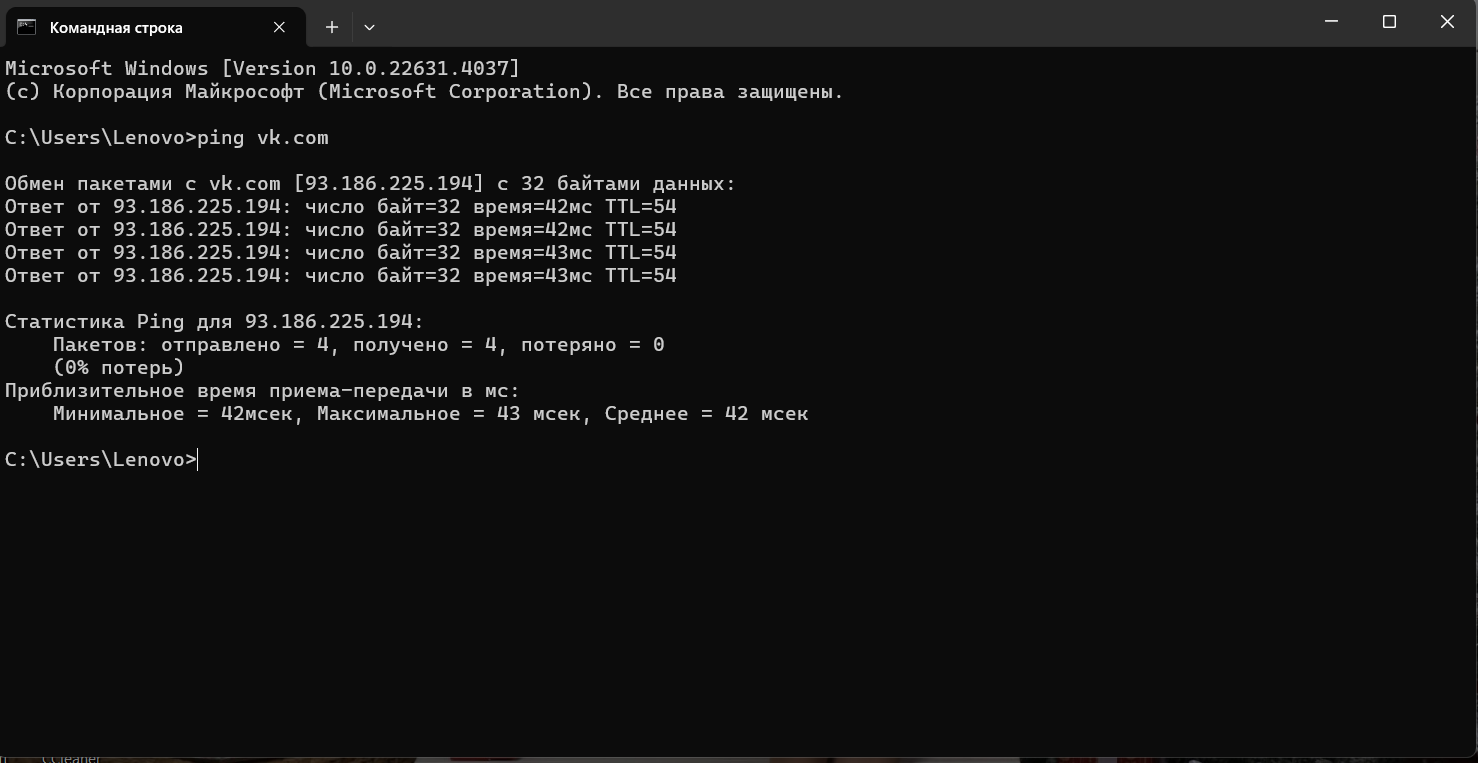 Командная строка
Microsoft Windows [Version 10.0.22631.4037]
(c) Корпорация Майкрософт (Microsoft Corporation). Все права защищены.
C:\Users\Lenovo>ping vk.com
Обмен пакетами с vk.com [93.186.225.194] с 32 байтами данных:
Ответ от 93.186.225.194: число байт=32 время=42мс TTL=54
Ответ от 93.186.225.194: число байт=32 время=42мс TTL=54
Ответ от 93.186.225.194: число байт=32 время=43мс TTL=54
Ответ от 93.186.225.194: число байт=32 время=43мс TTL=54
Статистика Ping для 93.186.225.194:
Пакетов: отправлено = 4, получено = 4, потеряно = 0
(0% потерь)
Приблизительное время приема-передачи в мс:
Минимальное = 42мсек, Максимальное = 43 мсек, Среднее = 42 мсек
C:\Users\Lenovo>
CCleaner